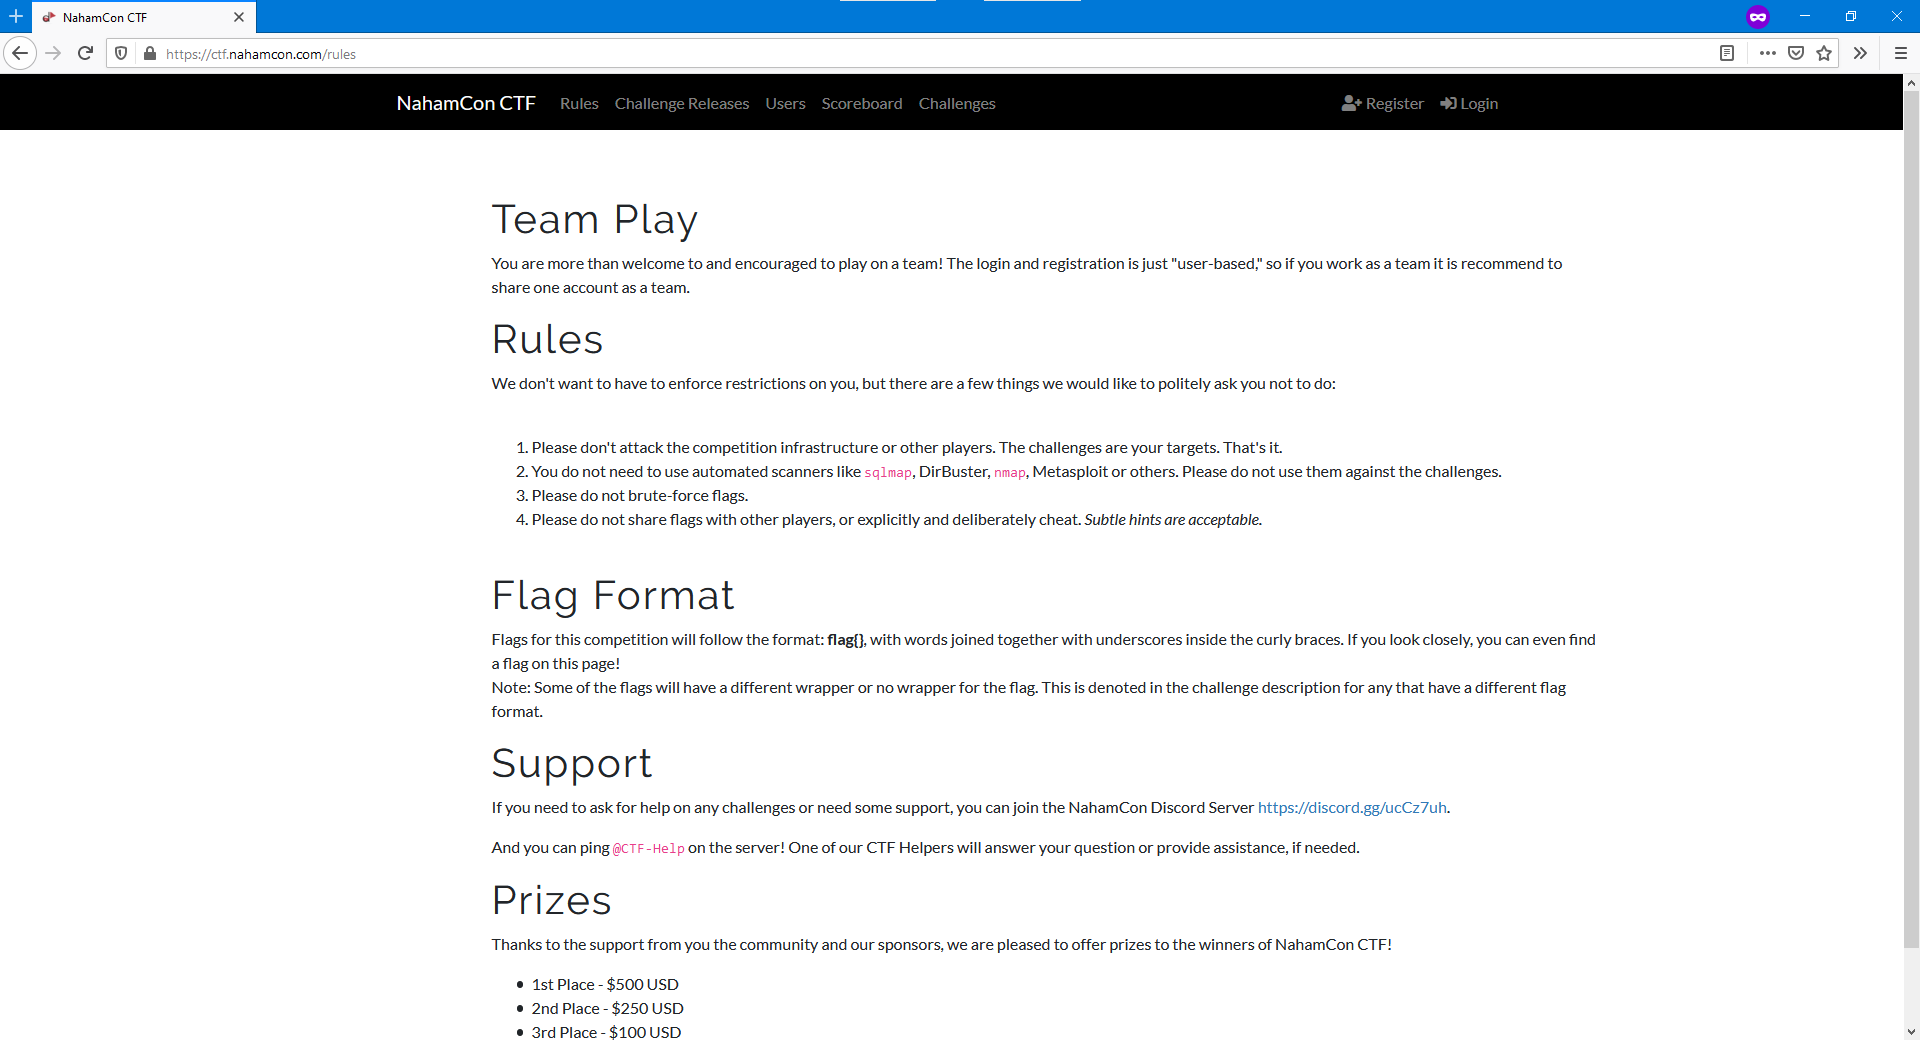 NahamCon CTF
https://ctf.nahamcon.com/rules
NahamCon CTF Rules Challenge Releases Users Scoreboard Challenges Register Login
Team Play
You are more than welcome to and encouraged to play on a team! The login and registration is just "user-based," so if you work as a team it is recommend to
share one account as a team.
Rules
We don't want to have to enforce restrictions on you, but there are a few things we would like to politely ask you not to do:
1. Please don't attack the competition infrastructure or other players. The challenges are your targets. That's it.
2. You do not need to use automated scanners like sqlmap, DirBuster, nmap, Metasploit or others. Please do not use them against the challenges.
3. Please do not brute-force flags.
4. Please do not share flags with other players, or explicitly and deliberately cheat. Subtle hints are acceptable.
Flag Format
Flags for this competition will follow the format: flag{}, with words joined together with underscores inside the curly braces. If you look closely, you can even find
a flag on this page!
Note: Some of the flags will have a different wrapper or no wrapper for the flag. This is denoted in the challenge description for any that have a different flag
format.
Support
If you need to ask for help on any challenges or need some support, you can join the NahamCon Discord Server https://discord.gg/ucCz7uh.
And you can ping @CTF-Help on the server! One of our CTF Helpers will answer your question or provide assistance, if needed.
Prizes
Thanks to the support from you the community and our sponsors, we are pleased to offer prizes to the winners of NahamCon CTF!
• 1st Place - $500 USD
• 2nd Place - $250 USD
• 3rd Place - $100 USD